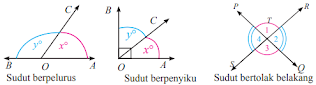 C
y° x°
B O A
Sudut berpelurus
B
C
y°
x°
O A
Sudut berpenyiku
P R
T
1
4 2
3
S Q
Sudut bertolak belakang